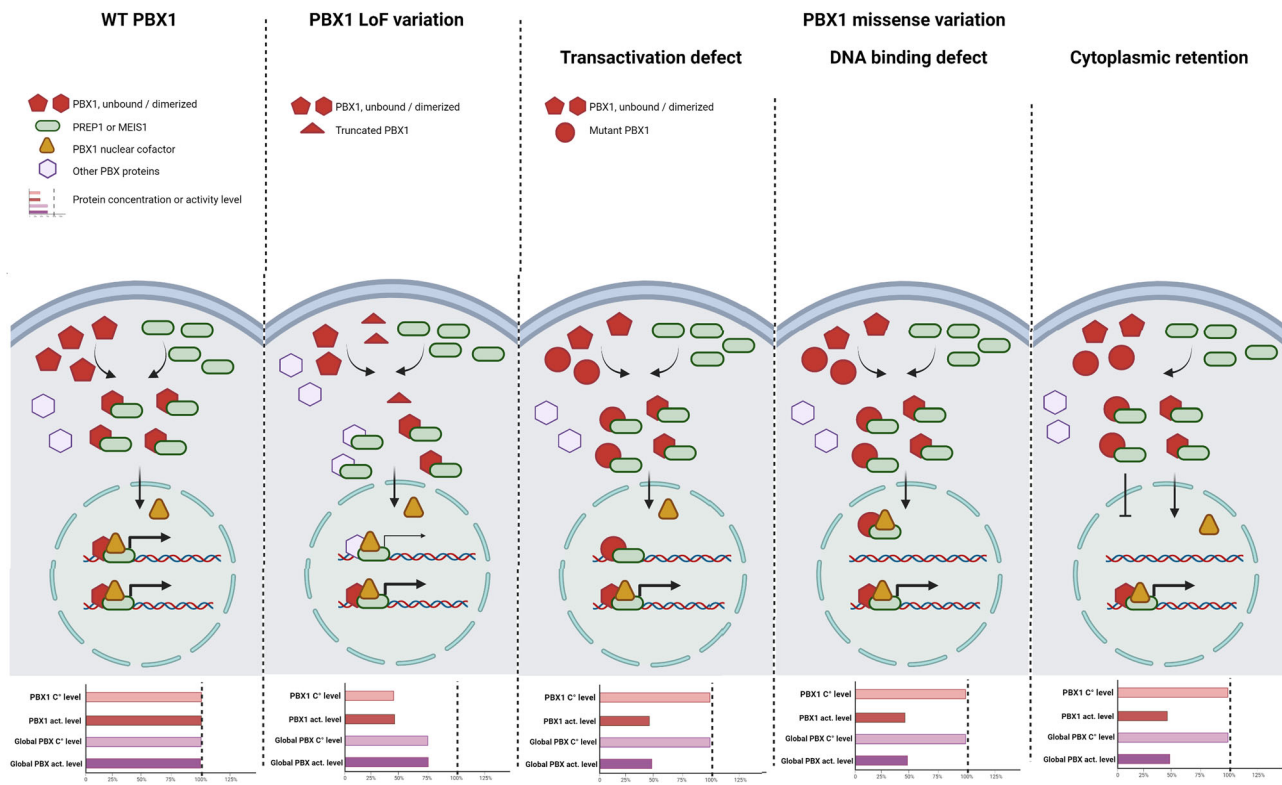 WT PBX1
PBX1 LoF variation
PBX1 missense variation
Transactivation defect
DNA binding defect
Cytoplasmic retention
PBX1, unbound / dimerized
PREP1 or MEIS1
PBX1 nuclear cofactor
Other PBX proteins
Protein concentration or activity level
PBX1, unbound / dimerized
Truncated PBX1
PBX1, unbound / dimerized
Mutant PBX1
PBX1 C° level
PBX1 act. level
Global PBX C° level
Global PBX act. level
0 25% 50% 75% 100% 125%
PBX1 C° level
PBX1 act. level
Global PBX C° level
Global PBX act. level
0 25% 50% 75% 100% 125%
PBX1 C° level
PBX1 act. level
Global PBX C° level
Global PBX act. level
0 25% 50% 75% 100% 125%
PBX1 C° level
PBX1 act. level
Global PBX C° level
Global PBX act. level
0 25% 50% 75% 100% 125%
PBX1 C° level
PBX1 act. level
Global PBX C° level
Global PBX act. level
0 25% 50% 75% 100% 125%